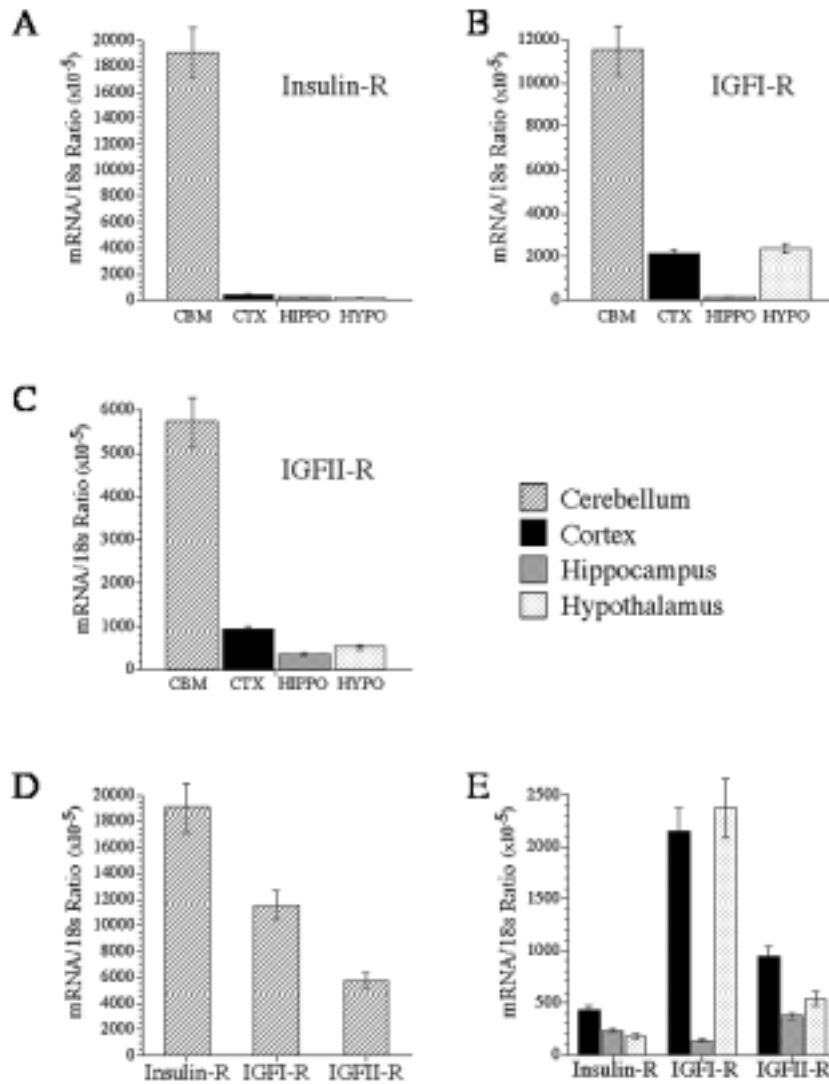 A
mRNA/18s Ratio (x10-5)
20000
18000
16000
14000
12000
10000
8000
6000
4000
2000
0
Insulin-R
CBM CTX HIPPO HYPO
B
mRNA/18s Ratio (x10-5)
12000
10000
8000
6000
4000
2000
0
IGFI-R
CBM CTX HIPPO HYPO
C
mRNA/18s Ratio (x10-5)
6000
5000
4000
3000
2000
1000
0
IGFII-R
CBM CTX HIPPO HYPO
Cerebellum
Cortex
Hippocampus
Hypothalamus
D
mRNA/18s Ratio (x10-5)
20000
18000
16000
14000
12000
10000
8000
6000
4000
2000
0
Insulin-R IGFI-R IGFII-R
E
mRNA/18s Ratio (x10-5)
2500
2000
1500
1000
500
0
Insulin-R IGFI-R IGFII-R